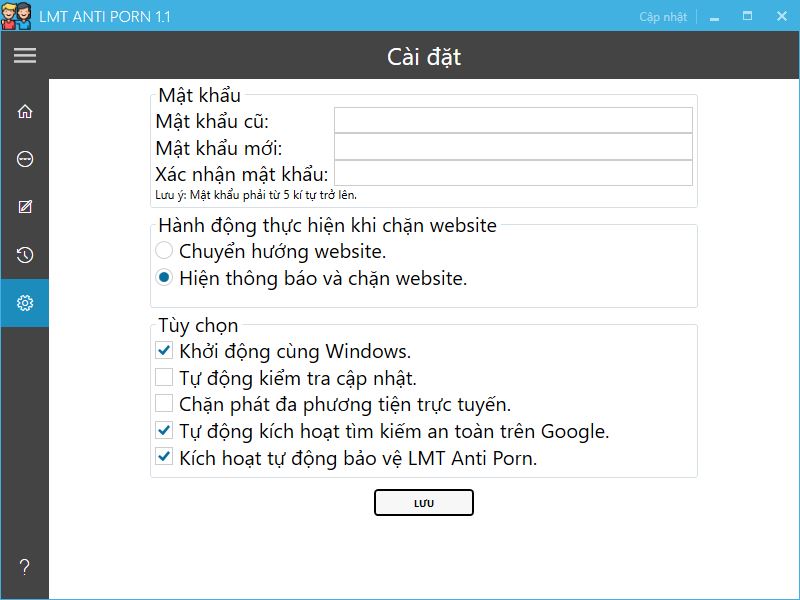 LMT ANTI PORN 1.1
Cập nhật
Cài đặt
Mật khẩu
Mật khẩu cũ:
Mật khẩu mới:
Xác nhận mật khẩu:
Lưu ý: Mật khẩu phải từ 5 kí tự trở lên.
Hành động thực hiện khi chặn website
Chuyển hướng website.
Hiện thông báo và chặn website.
Tùy chọn
Khởi động cùng Windows.
Tự động kiểm tra cập nhật.
Chặn phát đa phương tiện trực tuyến.
Tự động kích hoạt tìm kiếm an toàn trên Google.
Kích hoạt tự động bảo vệ LMT Anti Porn.
LƯU
?